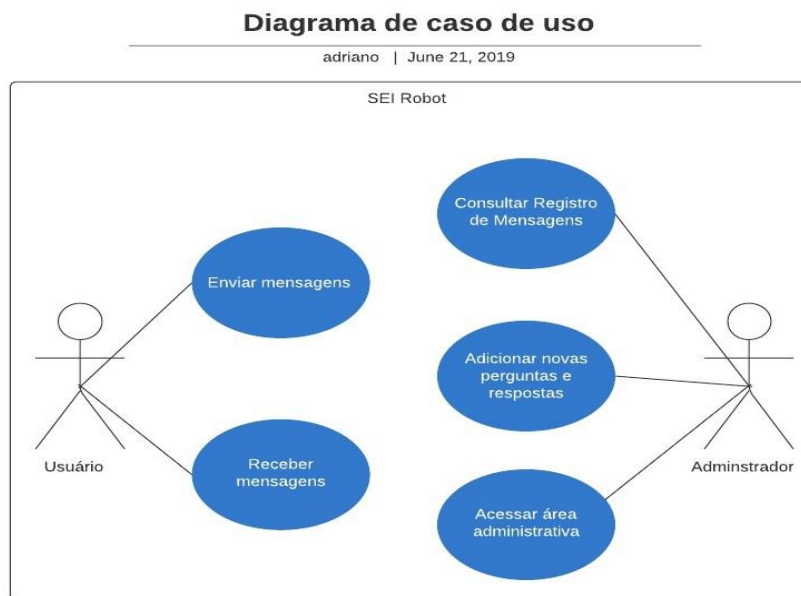 Diagrama de caso de uso
adriano | June 21, 2019
SEI Robot
Consultar Registro
de Mensagens
Enviar mensagens
Adicionar novas
perguntas e
respostas
Usuário
Receber
mensagens
Adminstrador
Acessar área
administrativa